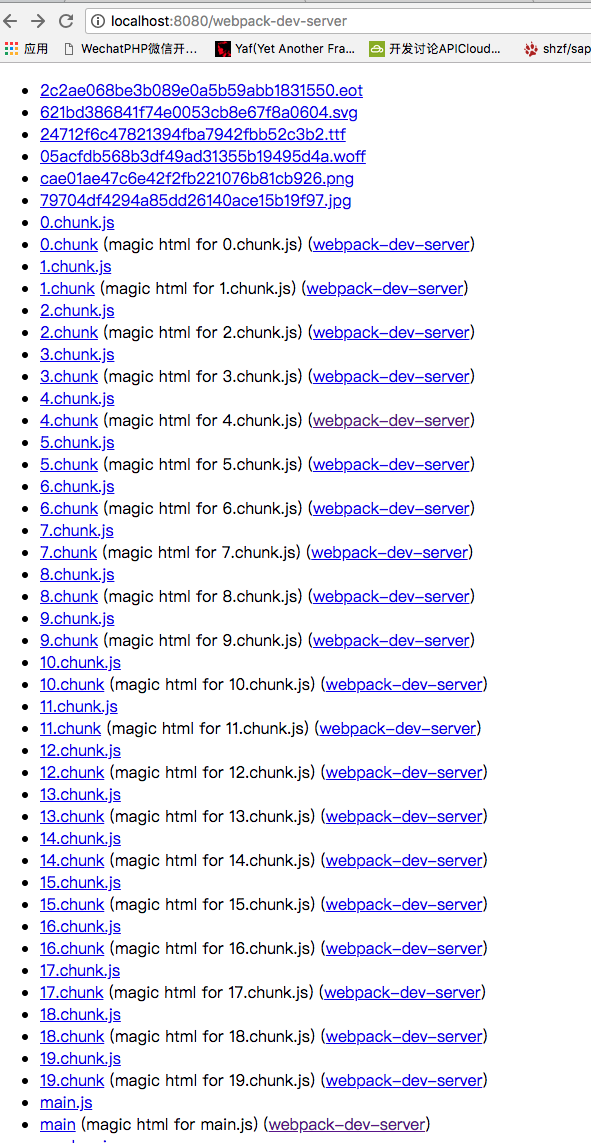 localhost:8080/webpack-dev-server
应用 WechatPHP微信开... Yaf(Yet Another Fra... 开发讨论APICloud... shzf/sap
2c2ae068be3b089e0a5b59abb1831550.eot
621bd386841f74e0053cb8e67f8a0604.svg
24712f6c47821394fba7942fbb52c3b2.ttf
05acfdb568b3df49ad31355b19495d4a.woff
cae01ae47c6e42f2fb221076b81cb926.png
79704df4294a85dd26140ace15b19f97.jpg
0.chunk.js
0.chunk (magic html for 0.chunk.js) (webpack-dev-server)
1.chunk.js
1.chunk (magic html for 1.chunk.js) (webpack-dev-server)
2.chunk.js
2.chunk (magic html for 2.chunk.js) (webpack-dev-server)
3.chunk.js
3.chunk (magic html for 3.chunk.js) (webpack-dev-server)
4.chunk.js
4.chunk (magic html for 4.chunk.js) (webpack-dev-server)
5.chunk.js
5.chunk (magic html for 5.chunk.js) (webpack-dev-server)
6.chunk.js
6.chunk (magic html for 6.chunk.js) (webpack-dev-server)
7.chunk.js
7.chunk (magic html for 7.chunk.js) (webpack-dev-server)
8.chunk.js
8.chunk (magic html for 8.chunk.js) (webpack-dev-server)
9.chunk.js
9.chunk (magic html for 9.chunk.js) (webpack-dev-server)
10.chunk.js
10.chunk (magic html for 10.chunk.js) (webpack-dev-server)
11.chunk.js
11.chunk (magic html for 11.chunk.js) (webpack-dev-server)
12.chunk.js
12.chunk (magic html for 12.chunk.js) (webpack-dev-server)
13.chunk.js
13.chunk (magic html for 13.chunk.js) (webpack-dev-server)
14.chunk.js
14.chunk (magic html for 14.chunk.js) (webpack-dev-server)
15.chunk.js
15.chunk (magic html for 15.chunk.js) (webpack-dev-server)
16.chunk.js
16.chunk (magic html for 16.chunk.js) (webpack-dev-server)
17.chunk.js
17.chunk (magic html for 17.chunk.js) (webpack-dev-server)
18.chunk.js
18.chunk (magic html for 18.chunk.js) (webpack-dev-server)
19.chunk.js
19.chunk (magic html for 19.chunk.js) (webpack-dev-server)
main.js
main (magic html for main.js) (webpack-dev-server)